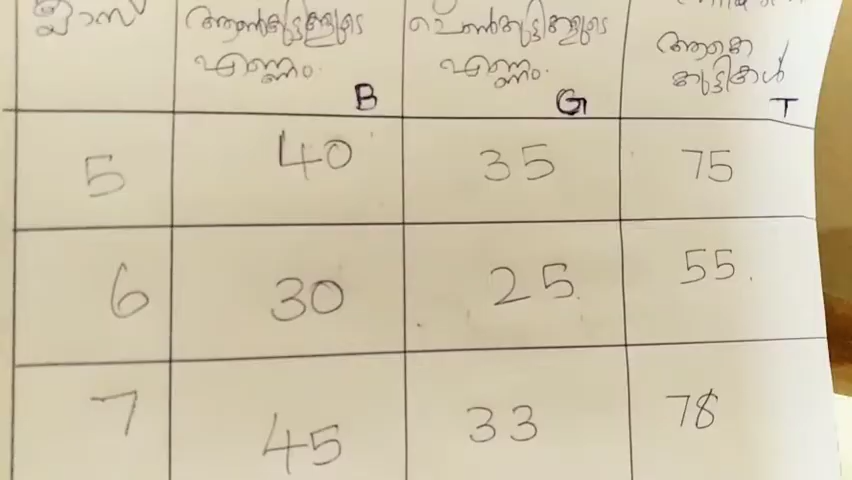 ക്ലാസ്
ആൺകുട്ടികളുടെ
എണ്ണം.
B
പെൺകുട്ടികളുടെ
എണ്ണം.
G
ആകെ
കുട്ടികൾ
T
5 40 35 75
6 30 25 55
7 45 33 78